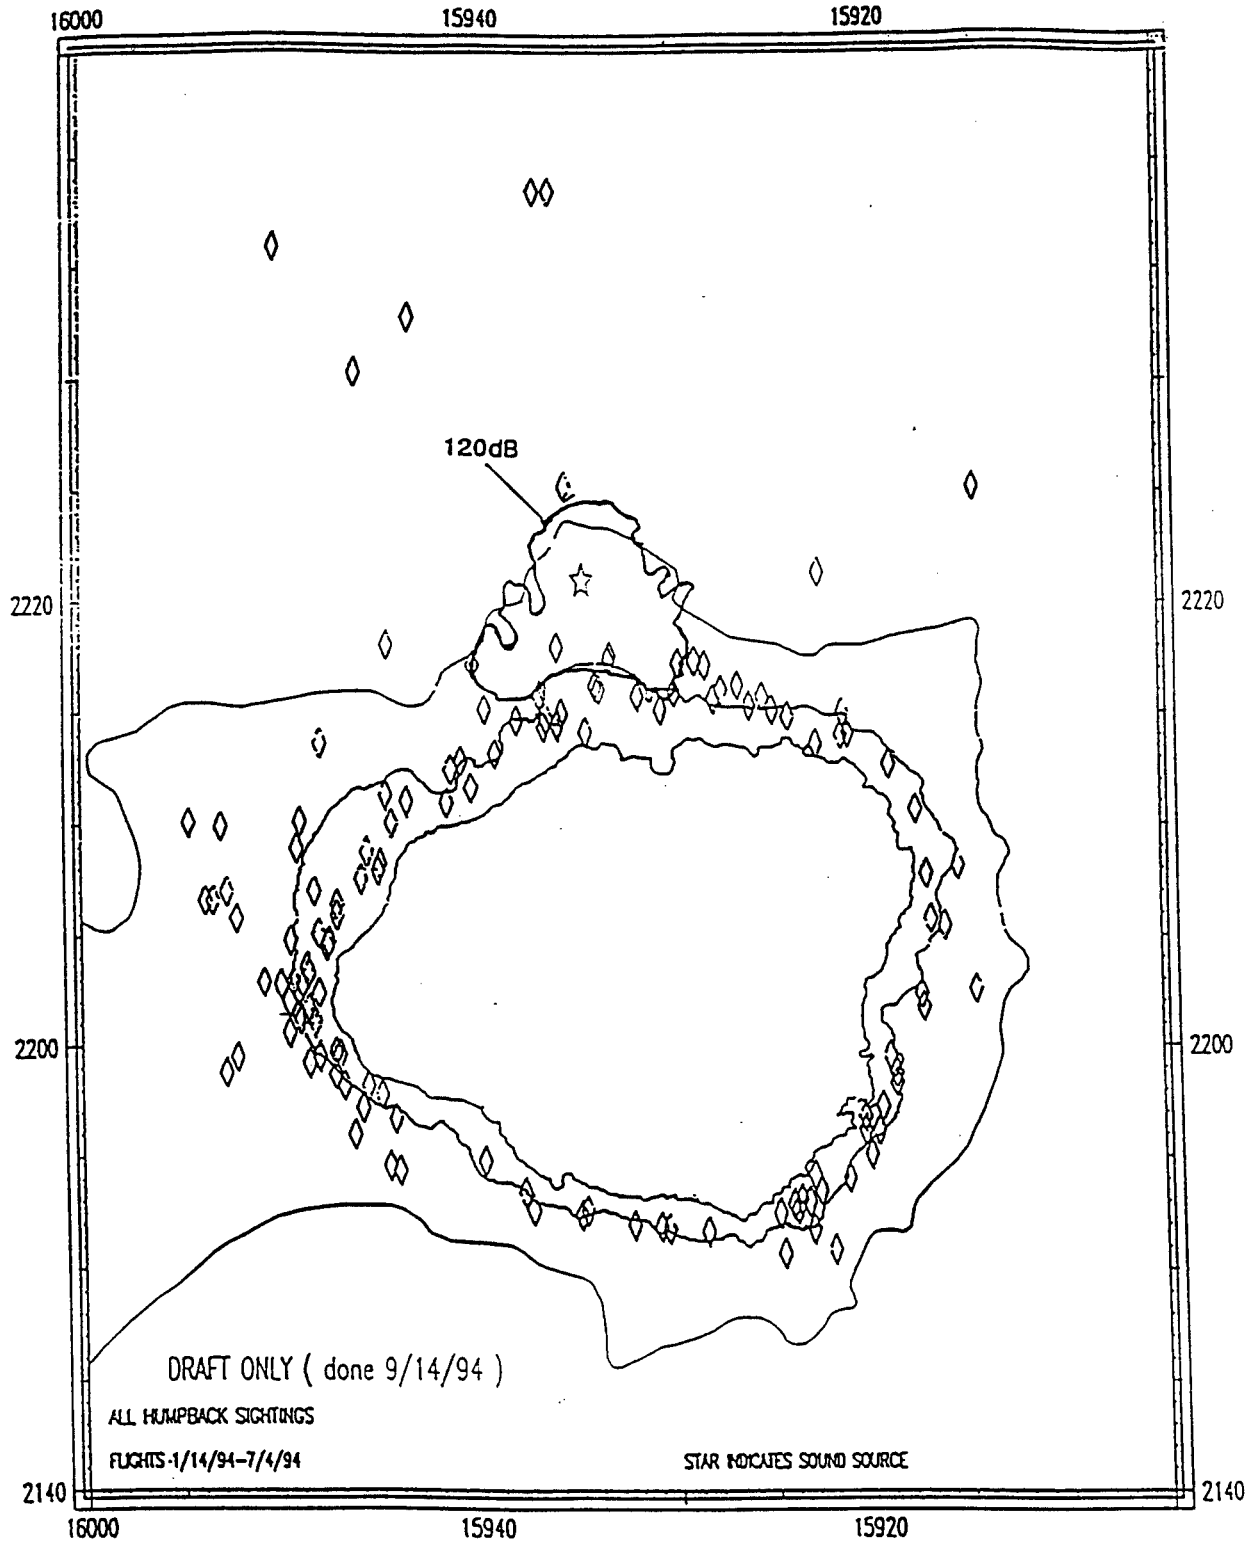 16000 15940 15920
120dB
2220 2220
2200 2200
DRAFT ONLY ( done 9/14/94 )
ALL HUMPBACK SIGHTINGS
FLIGHTS-1/14/94-7/4/94 STAR INDICATES SOUND SOURCE
2140 2140
16000 15940 15920